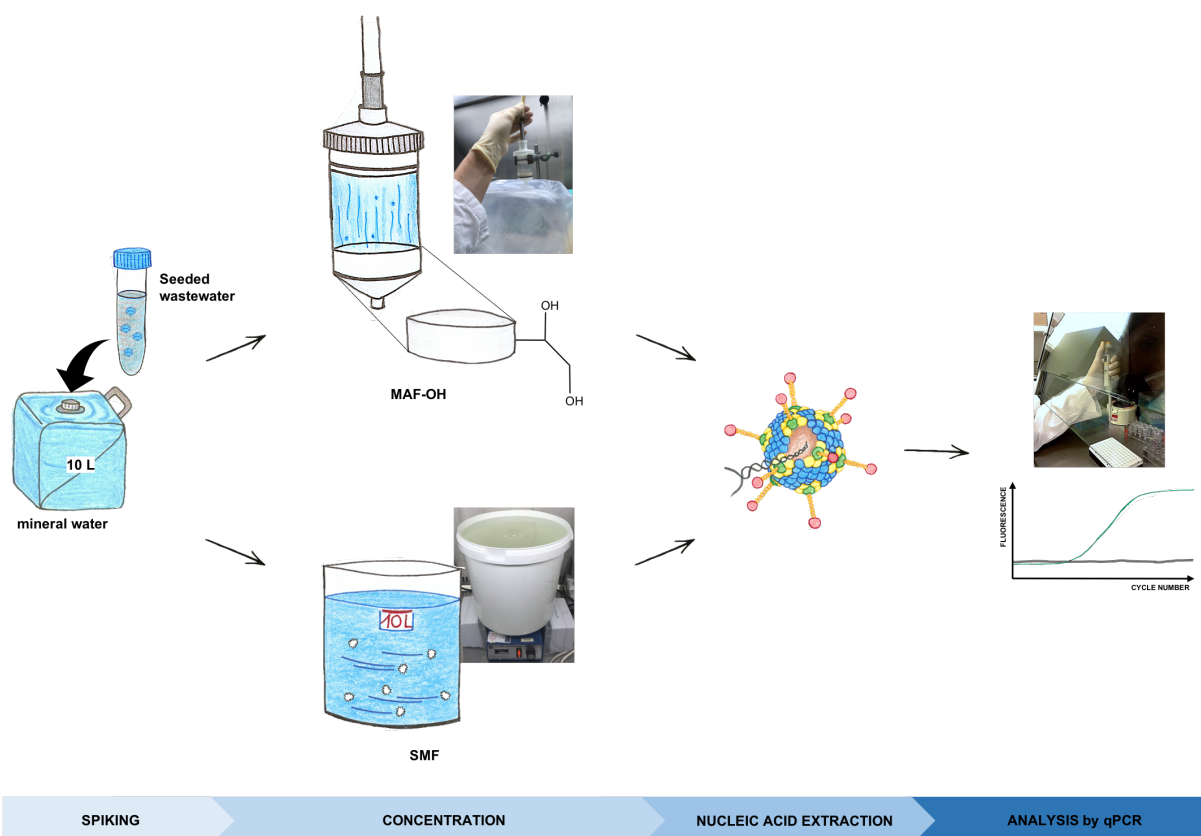 Seeded
wastewater
10 L
mineral water
OH
OH
MAF-OH
10L
SMF
FLUORESCENCE
CYCLE NUMBER
SPIKING
CONCENTRATION
NUCLEIC ACID EXTRACTION
ANALYSIS by qPCR